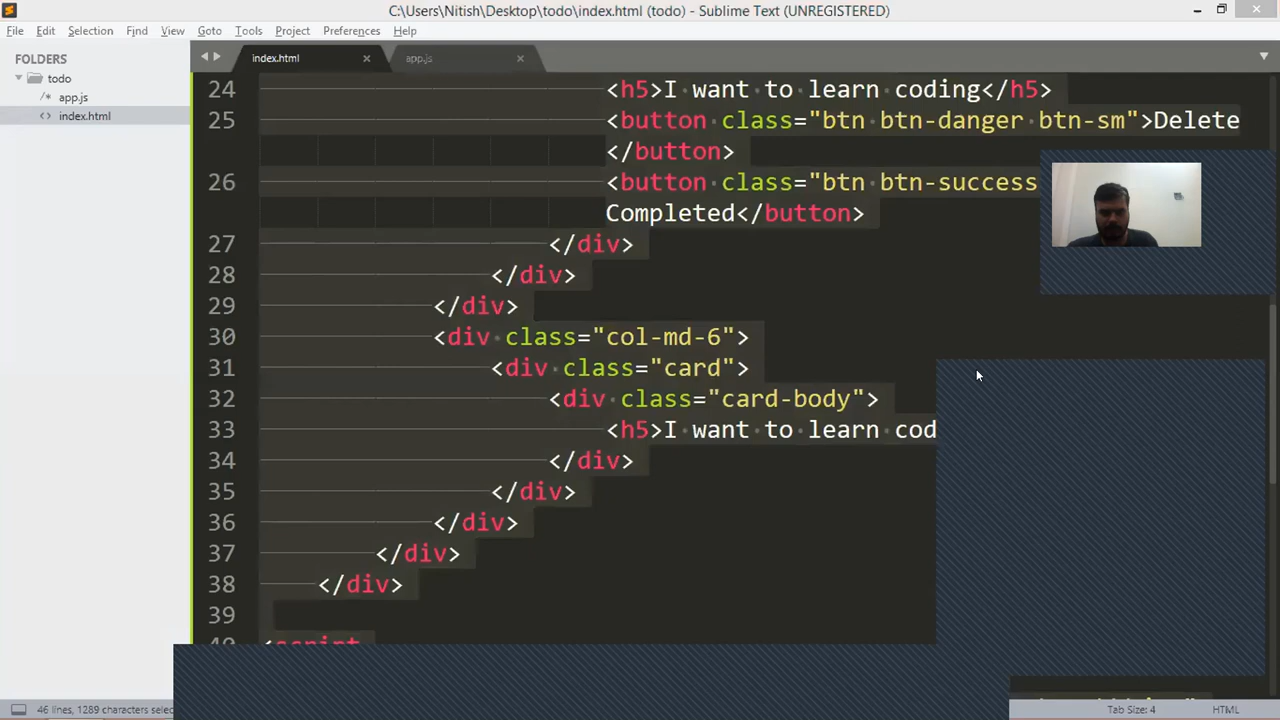 C:\Users\Nitish\Desktop\todo\index.html (todo) - Sublime Text (UNREGISTERED)
File Edit Selection Find View Goto Tools Project Preferences Help
FOLDERS
todo
/* app.js
<> index.html
index.html × app.js ×
24 <h5>I want to learn coding</h5>
25 <button class="btn btn-danger btn-sm">Delete
</button>
26 <button class="btn btn-success
Completed</button>
27 </div>
28 </div>
29 </div>
30 <div class="col-md-6">
31 <div class="card">
32 <div class="card-body">
33 <h5>I want to learn cod
34 </div>
35 </div>
36 </div>
37 </div>
38 </div>
39
40 <script
46 lines, 1289 characters selec
Tab Size: 4 HTML